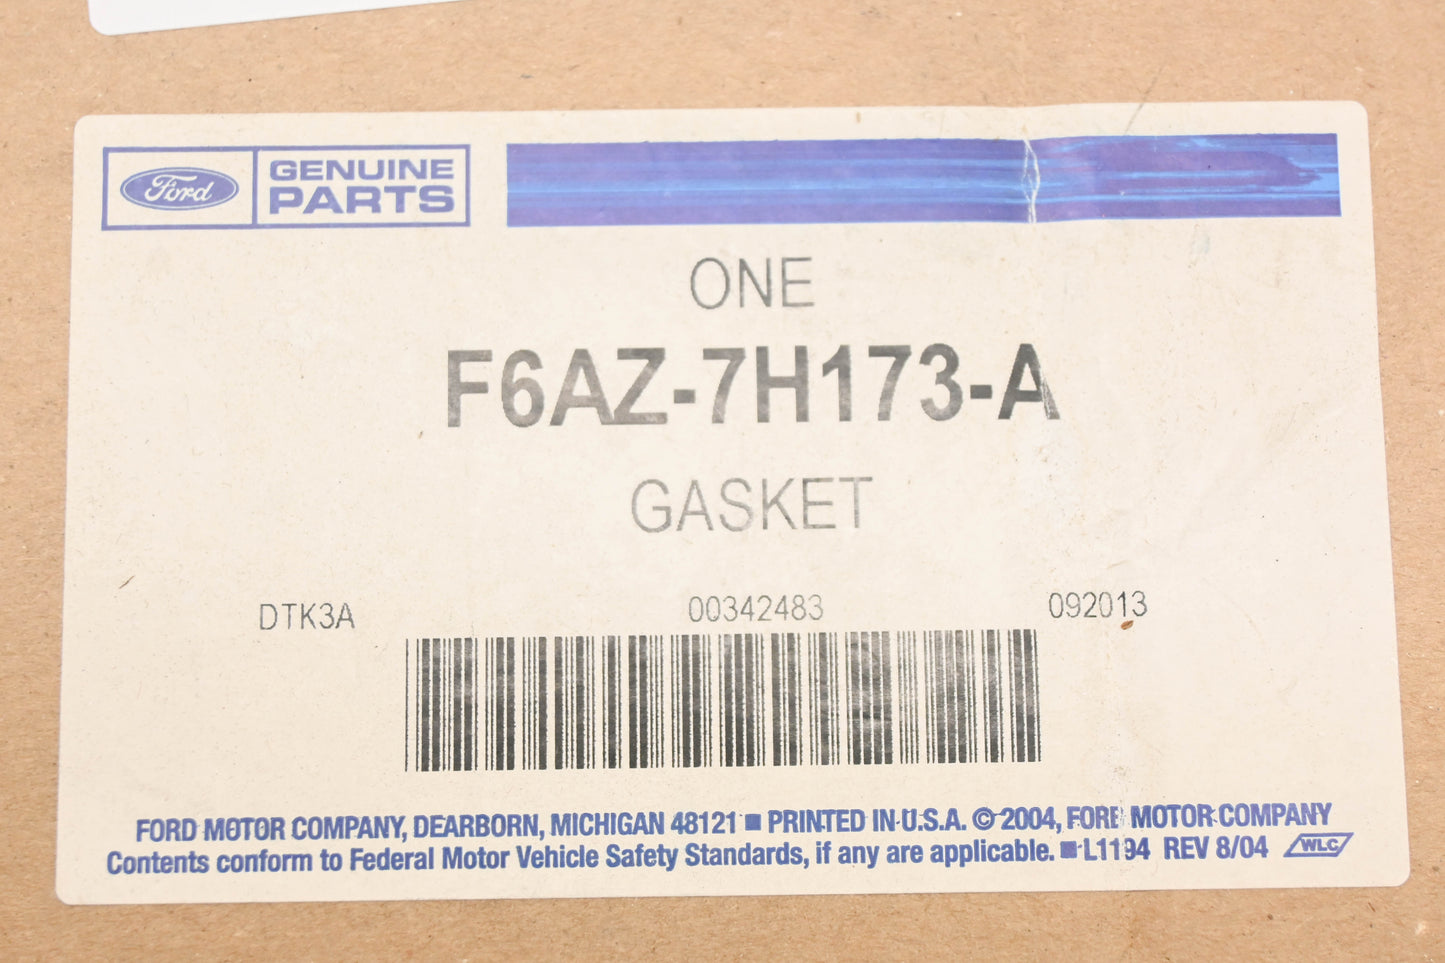 Ford GENUINE
PARTS
ONE
F6AZ-7H173-A
GASKET
DTK3A 00342483 092013
FORD MOTOR COMPANY, DEARBORN, MICHIGAN 48121 ■ PRINTED IN U.S.A. © 2004, FORD MOTOR COMPANY
Contents conform to Federal Motor Vehicle Safety Standards, if any are applicable. ■ L1194 REV 8/04 WLC